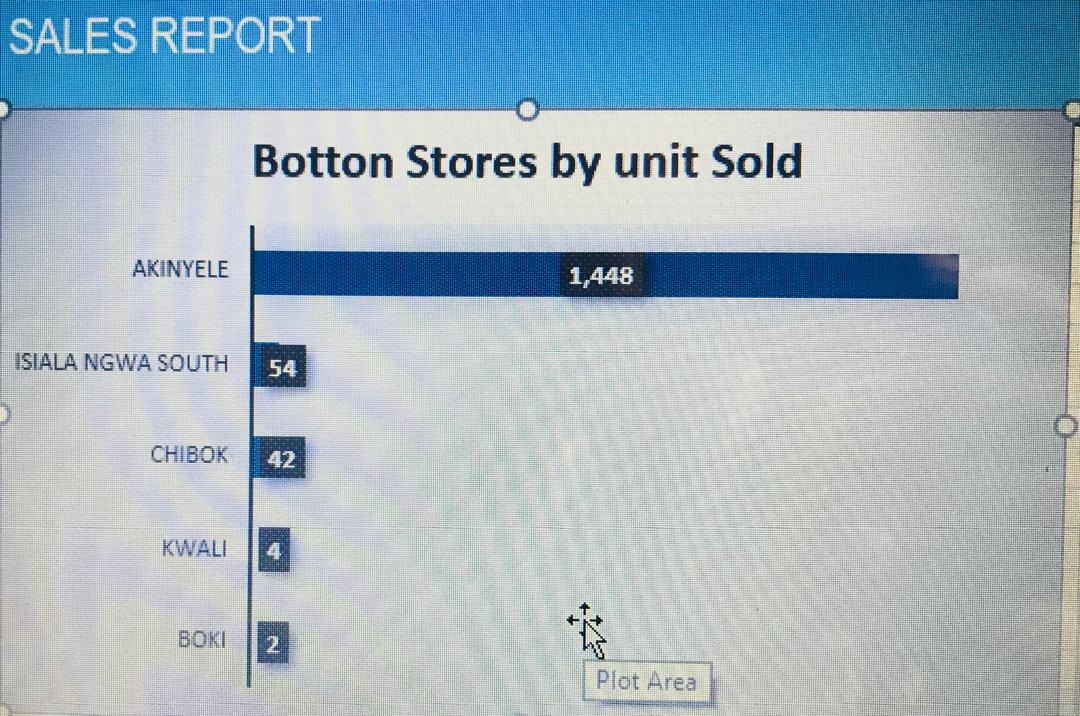 SALES REPORT
Botton Stores by unit Sold
AKINYELE
1,448
ISIALA NGWA SOUTH
54
CHIBOK
42
KWALI
4
BOKI
2
Plot Area